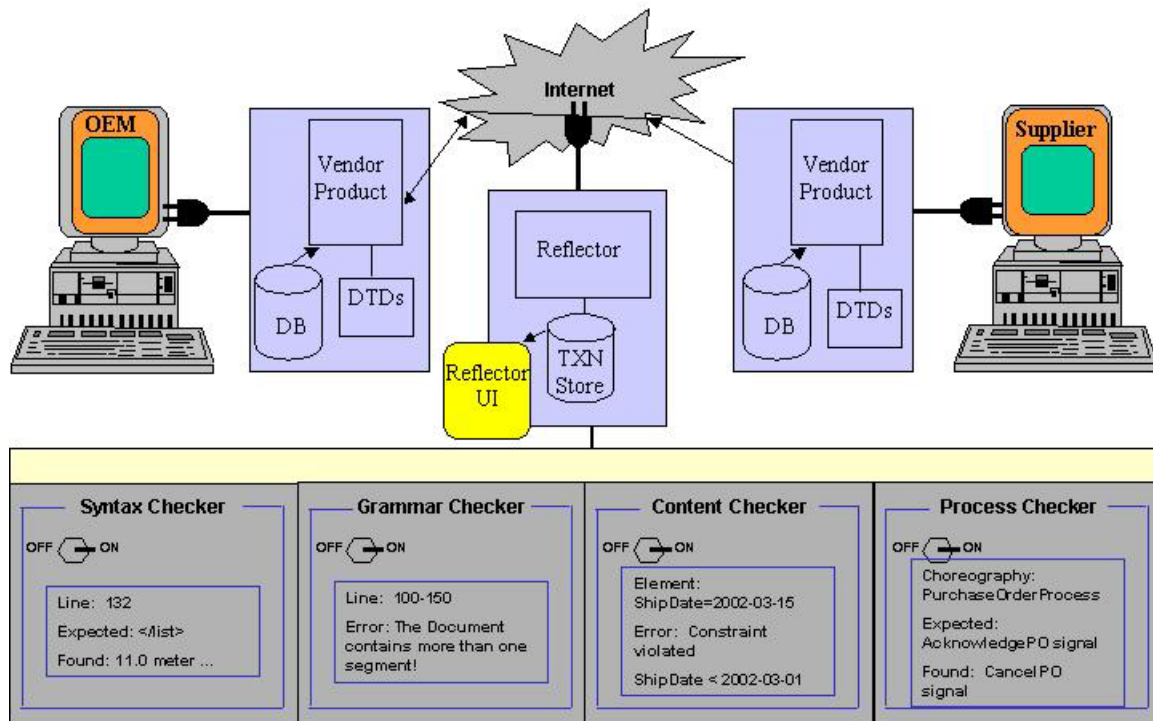 Internet
OEM
Supplier
Vendor
Product
Vendor
Product
Reflector
DB
DTDs
DB
DTDs
TXN
Store
Reflector
UI
Syntax Checker
OFF ON
Line: 132
Expected: </list>
Found: 11.0 meter ...
Grammar Checker
OFF ON
Line: 100-150
Error: The Document
contains more than one
segment!
Content Checker
OFF ON
Element:
ShipDate=2002-03-15
Error: Constraint
violated
ShipDate < 2002-03-01
Process Checker
OFF ON
Choreography:
PurchaseOrderProcess
Expected:
AcknowledgePO signal
Found: CancelPO
signal